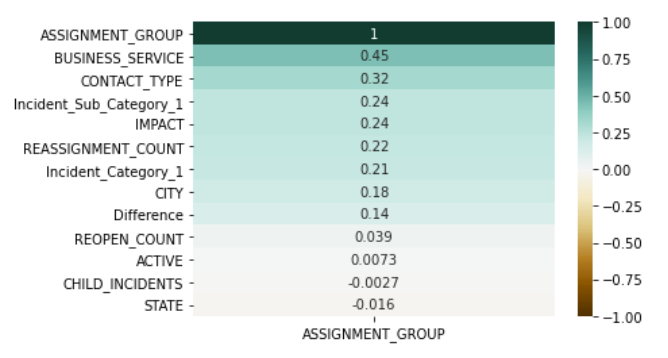 ASSIGNMENT_GROUP 1 1.00
BUSINESS_SERVICE 0.45 0.75
CONTACT_TYPE 0.32 0.50
Incident_Sub_Category_1 0.24
IMPACT 0.24 0.25
REASSIGNMENT_COUNT 0.22
Incident_Category_1 0.21 0.00
CITY 0.18
Difference 0.14 −0.25
REOPEN_COUNT 0.039 −0.50
ACTIVE 0.0073
CHILD_INCIDENTS -0.0027 −0.75
STATE -0.016 −1.00
ASSIGNMENT_GROUP